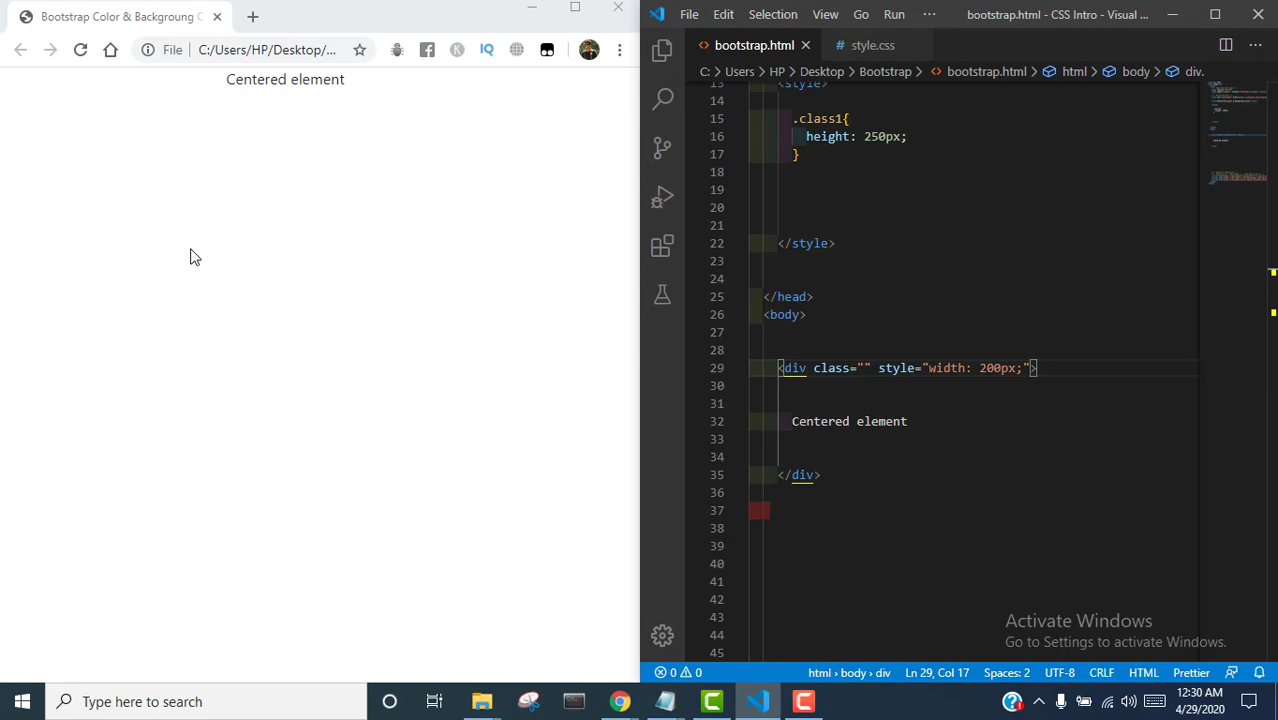 Bootstrap Color & Backgroung C
File
C:/Users/HP/Desktop/...
Centered element
File Edit Selection View Go Run ...
bootstrap.html - CSS Intro - Visual ...
bootstrap.html
style.css
C: > Users > HP > Desktop > Bootstrap > bootstrap.html > html > body > div.
13 <style>
14
15 .class1{
16 height: 250px;
17 }
18
19
20
21
22 </style>
23
24
25 </head>
26 <body>
27
28
29 <div class="" style="width: 200px;">
30
31
32 Centered element
33
34
35 </div>
36
37
38
39
40
41
42
43
44
45
Activate Windows
Go to Settings to activate Windows.
0 0
html › body › div
Ln 29, Col 17
Spaces: 2
UTF-8
CRLF
HTML
Prettier
Type here to search
12:30 AM
4/29/2020